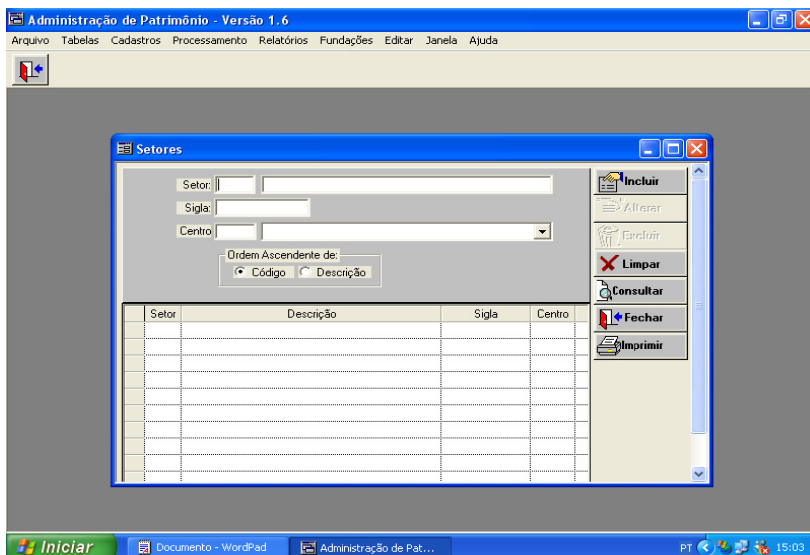 Administração de Patrimônio - Versão 1.6
Arquivo Tabelas Cadastros Processamento Relatórios Fundações Editar Janela Ajuda
Setores
Setor:
Sigla:
Centro
Ordem Ascendente de:
Código Descrição
Incluir
Alterar
Excluir
Limpar
Consultar
Fechar
Imprimir
Setor Descrição Sigla Centro
Iniciar Documento - WordPad Administração de Pat... PT 15:03